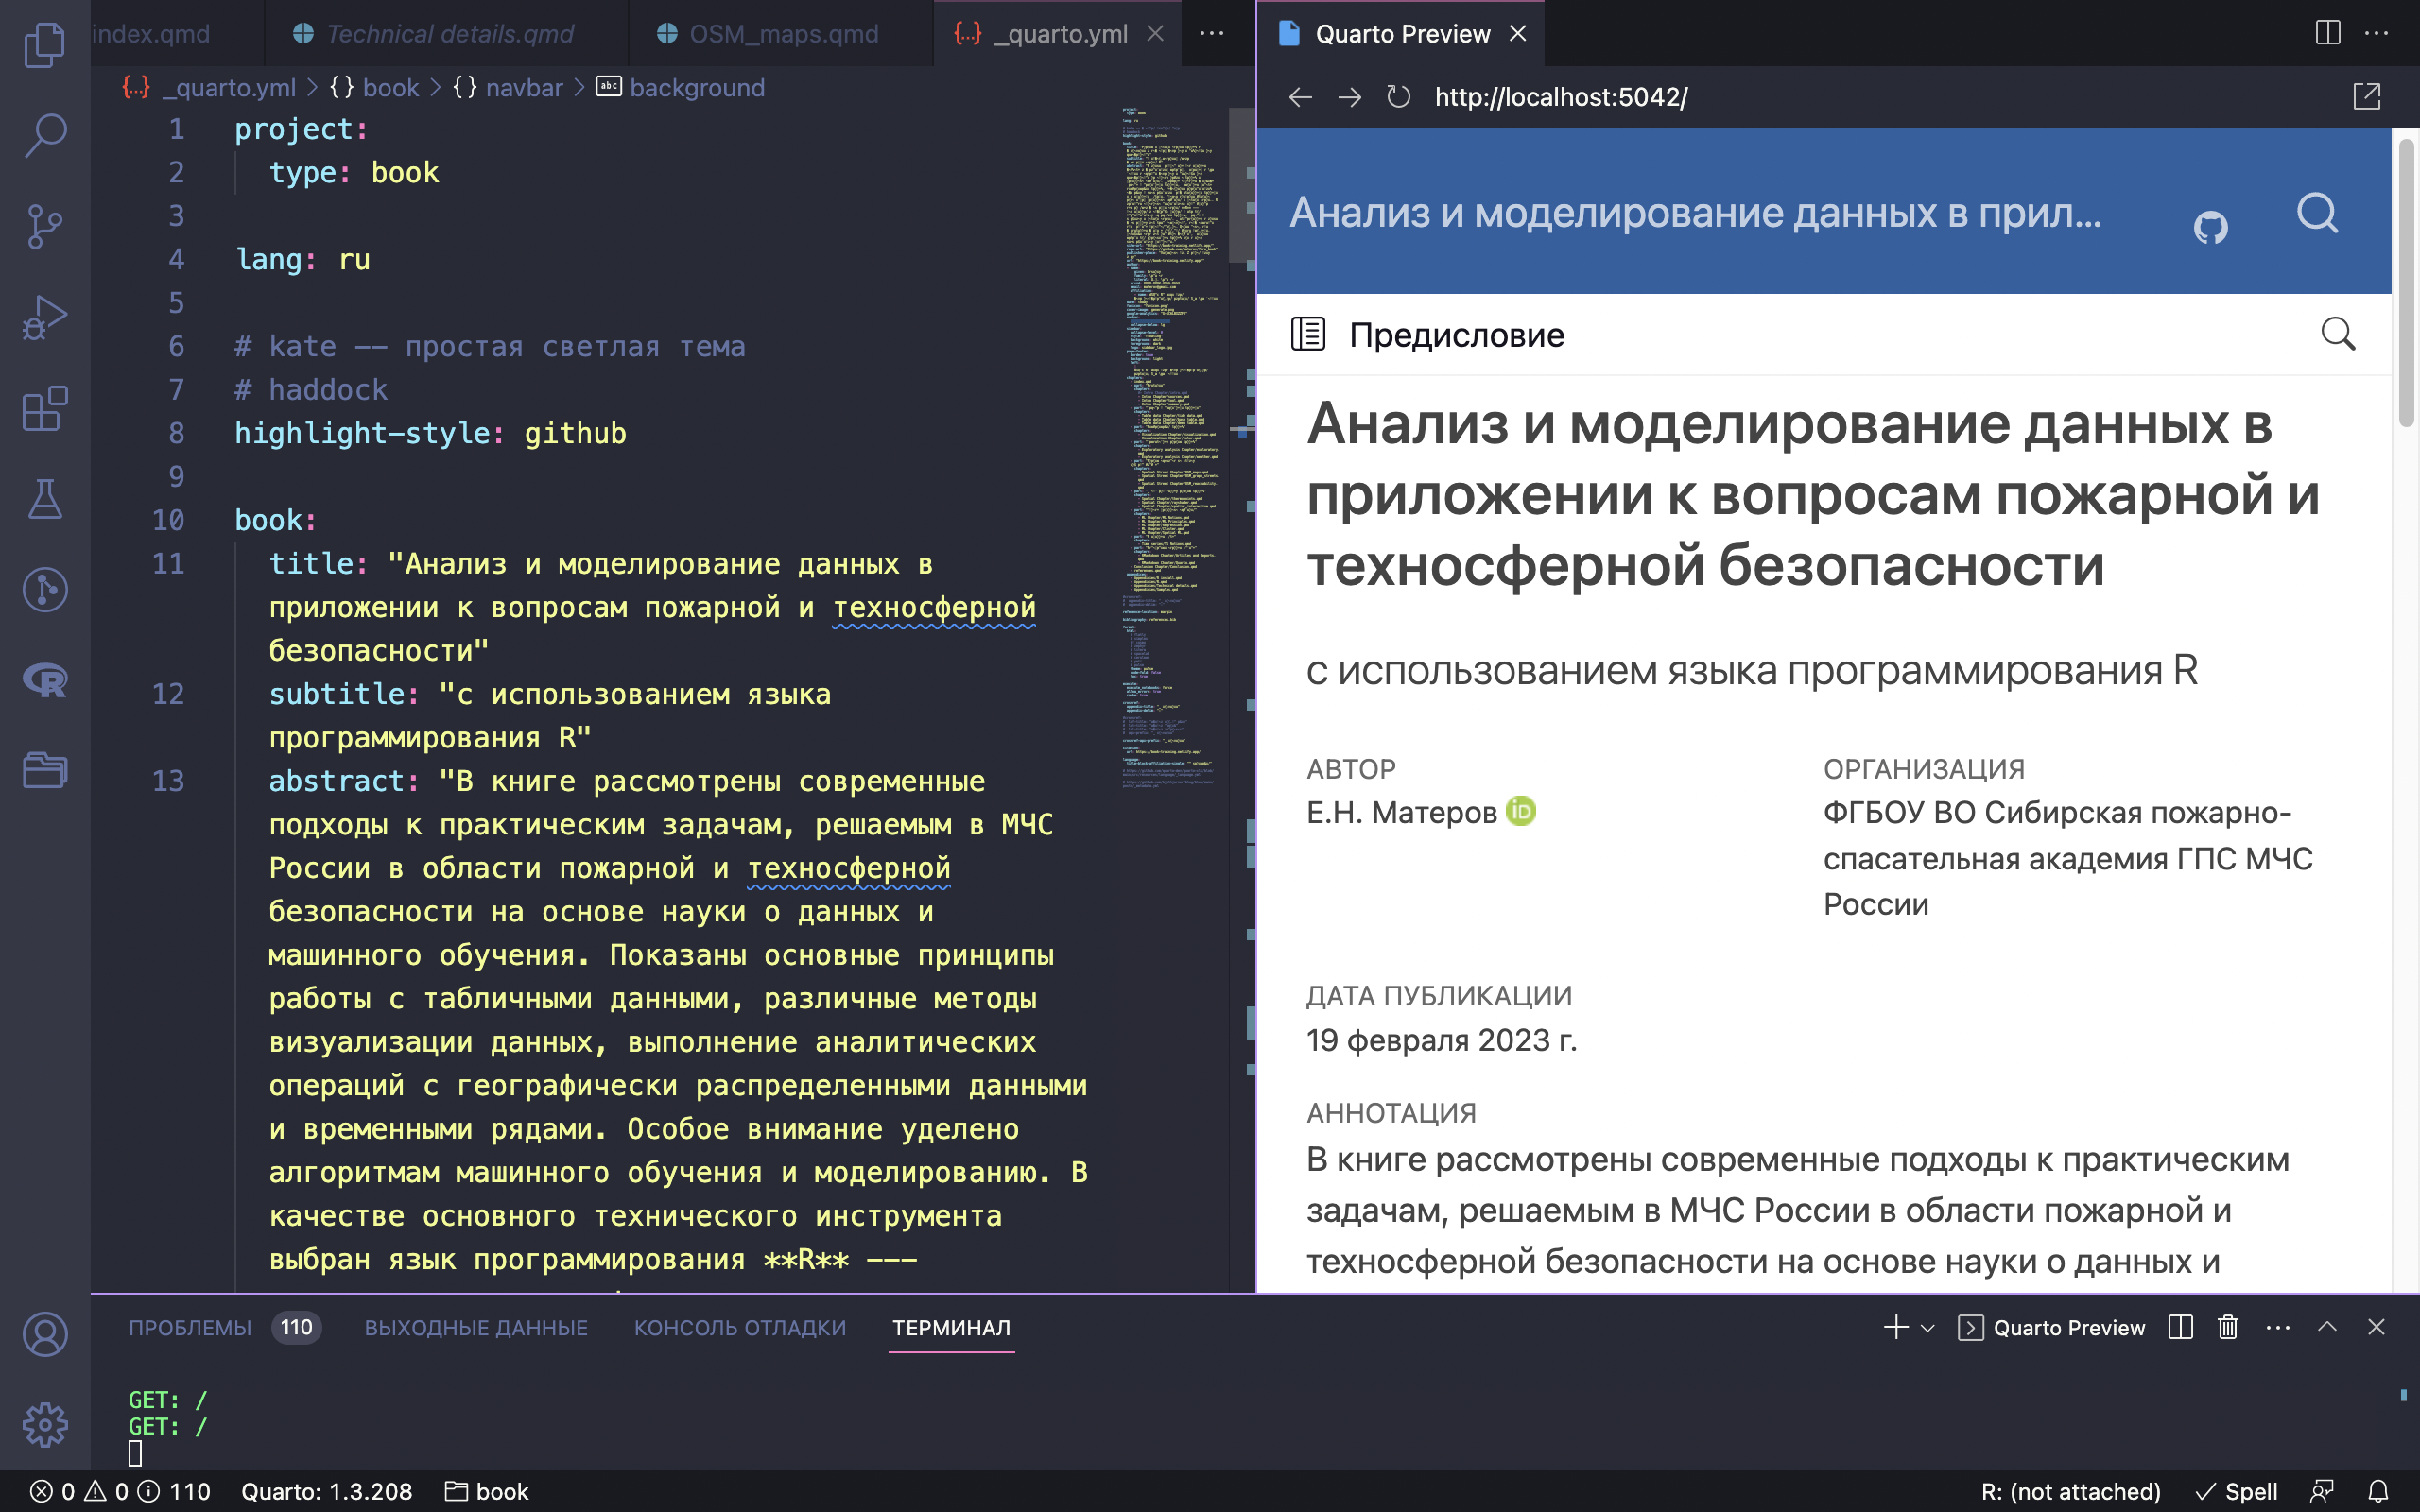 index.qmd
Technical details.qmd
OSM_maps.qmd
{..} _quarto.yml
Quarto Preview
{..} _quarto.yml > {} book > {} navbar > abc background
http://localhost:5042/
1 project:
2 type: book
3
4 lang: ru
5
6 # kate -- простая светлая тема
7 # haddock
8 highlight-style: github
9
10 book:
11 title: "Анализ и моделирование данных в
приложении к вопросам пожарной и техносферной
безопасности"
12 subtitle: "с использованием языка
программирования R"
13 abstract: "В книге рассмотрены современные
подходы к практическим задачам, решаемым в МЧС
России в области пожарной и техносферной
безопасности на основе науки о данных и
машинного обучения. Показаны основные принципы
работы с табличными данными, различные методы
визуализации данных, выполнение аналитических
операций с географически распределенными данными
и временными рядами. Особое внимание уделено
алгоритмам машинного обучения и моделированию. В
качестве основного технического инструмента
выбран язык программирования **R** ---
Анализ и моделирование данных в прил...
Предисловие
Анализ и моделирование данных в
приложении к вопросам пожарной и
техносферной безопасности
с использованием языка программирования R
АВТОР
Е.Н. Матеров iD
ОРГАНИЗАЦИЯ
ФГБОУ ВО Сибирская пожарно-
спасательная академия ГПС МЧС
России
ДАТА ПУБЛИКАЦИИ
19 февраля 2023 г.
АННОТАЦИЯ
В книге рассмотрены современные подходы к практическим
задачам, решаемым в МЧС России в области пожарной и
техносферной безопасности на основе науки о данных и
ПРОБЛЕМЫ 110 ВЫХОДНЫЕ ДАННЫЕ КОНСОЛЬ ОТЛАДКИ ТЕРМИНАЛ
Quarto Preview
GET: /
GET: /
0 0 110 Quarto: 1.3.208 book
R: (not attached) Spell